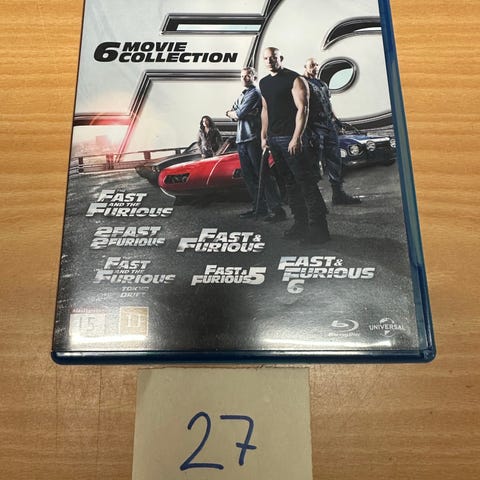 6 MOVIE
COLLECTION
THE
FAST
AND THE
FURIOUS
2 FAST
2 FURIOUS
FAST &
FURIOUS
THE
FAST
AND THE
FURIOUS
TOKYO
DRIFT
FAST &
FURIOUS 5
FAST &
FURIOUS
6
15
11
Blu-ray Disc
UNIVERSAL
27